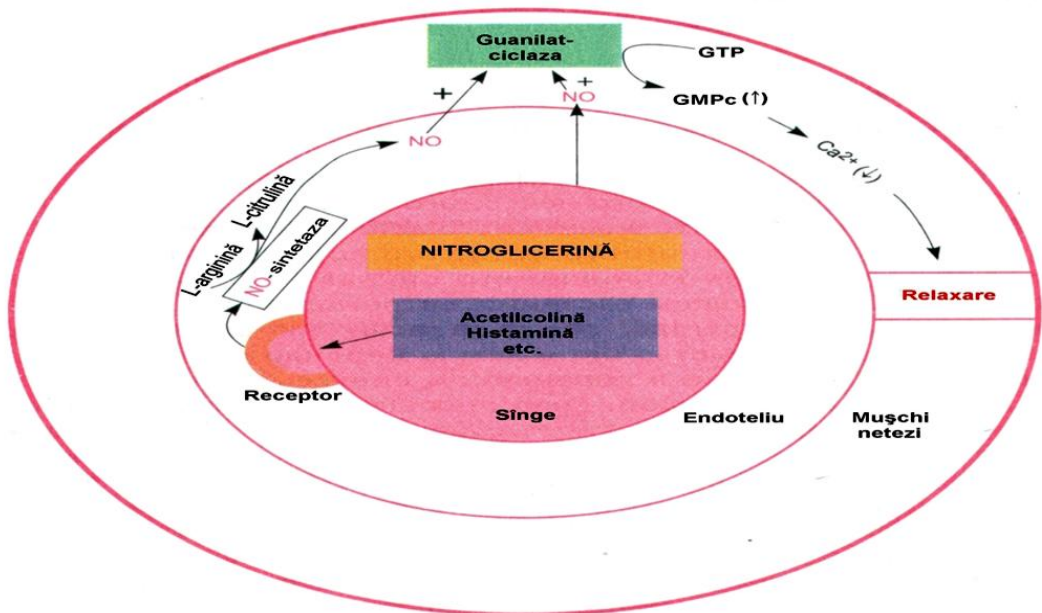 Guanilat-
ciclaza
GTP
+
+
NO
GMPc (↑)
NO
Ca2+ (↓)
L-citrulină
L-arginină
NO-sintetaza
NITROGLICERINĂ
Relaxare
Acetilcolină
Histamină
etc.
Receptor
Sînge
Endoteliu
Muşchi
netezi